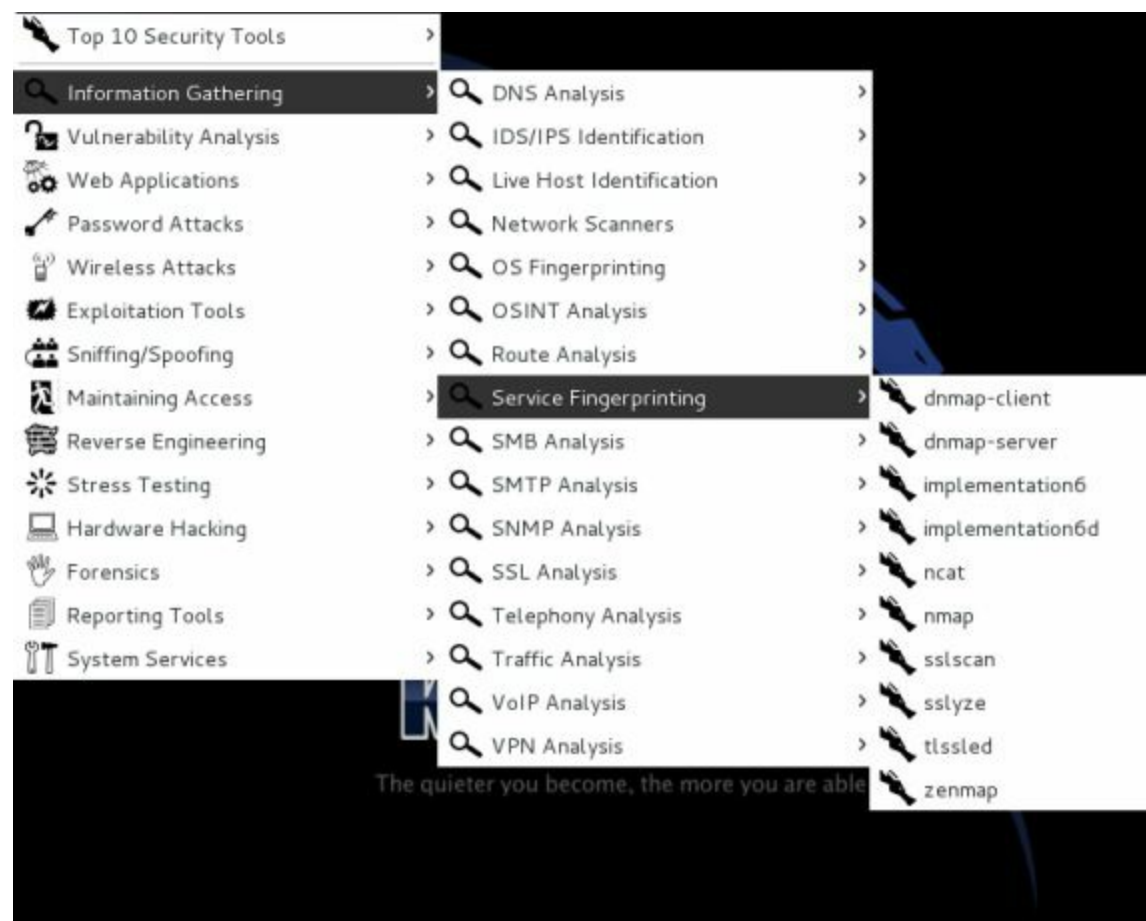 Top 10 Security Tools
Information Gathering
Vulnerability Analysis
Web Applications
Password Attacks
Wireless Attacks
Exploitation Tools
Sniffing/Spoofing
Maintaining Access
Reverse Engineering
Stress Testing
Hardware Hacking
Forensics
Reporting Tools
System Services
DNS Analysis
IDS/IPS Identification
Live Host Identification
Network Scanners
OS Fingerprinting
OSINT Analysis
Route Analysis
Service Fingerprinting
SMB Analysis
SMTP Analysis
SNMP Analysis
SSL Analysis
Telephony Analysis
Traffic Analysis
VoIP Analysis
VPN Analysis
dnmap-client
dnmap-server
implementation6
implementation6d
ncat
nmap
sslscan
sslyze
tlssled
zenmap
The quieter you become, the more you are able